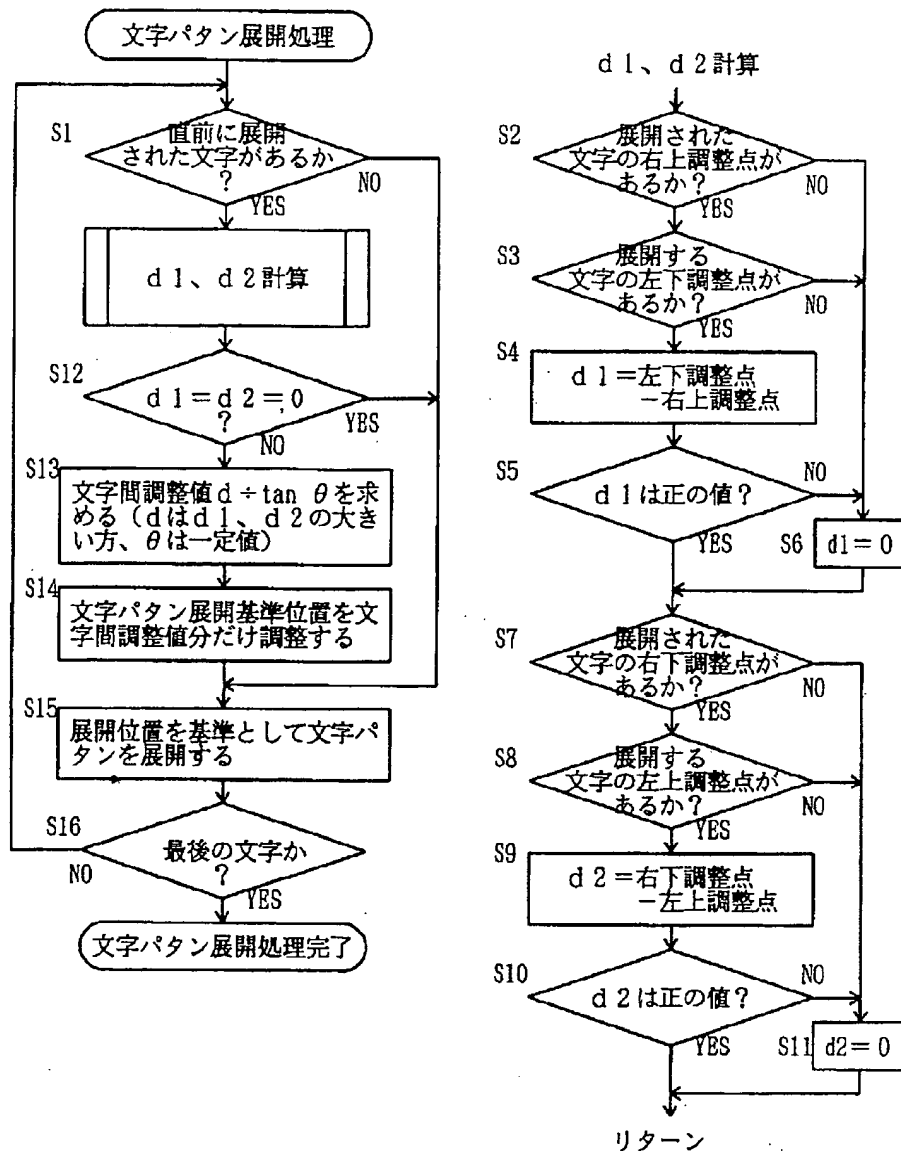 文字パタン展開処理
S1
直前に展開
された文字があるか
?
NO
YES
d1、d2計算
S12
d1=d2=0
?
YES
NO
S13
文字間調整値d÷tan θを求
める(dはd1、d2の大き
い方、θは一定値)
S14
文字パタン展開基準位置を文
字間調整値分だけ調整する
S15
展開位置を基準として文字パ
タンを展開する
S16
最後の文字か
?
NO
YES
文字パタン展開処理完了
d1、d2計算
S2
展開された
文字の右上調整点が
あるか?
NO
YES
S3
展開する
文字の左下調整点が
あるか?
NO
YES
S4
d1=左下調整点
-右上調整点
S5
d1は正の値?
NO
YES
S6
d1=0
S7
展開された
文字の右下調整点が
あるか?
NO
YES
S8
展開する
文字の左上調整点が
あるか?
NO
YES
S9
d2=右下調整点
-左上調整点
S10
d2は正の値?
NO
YES
S11
d2=0
リターン